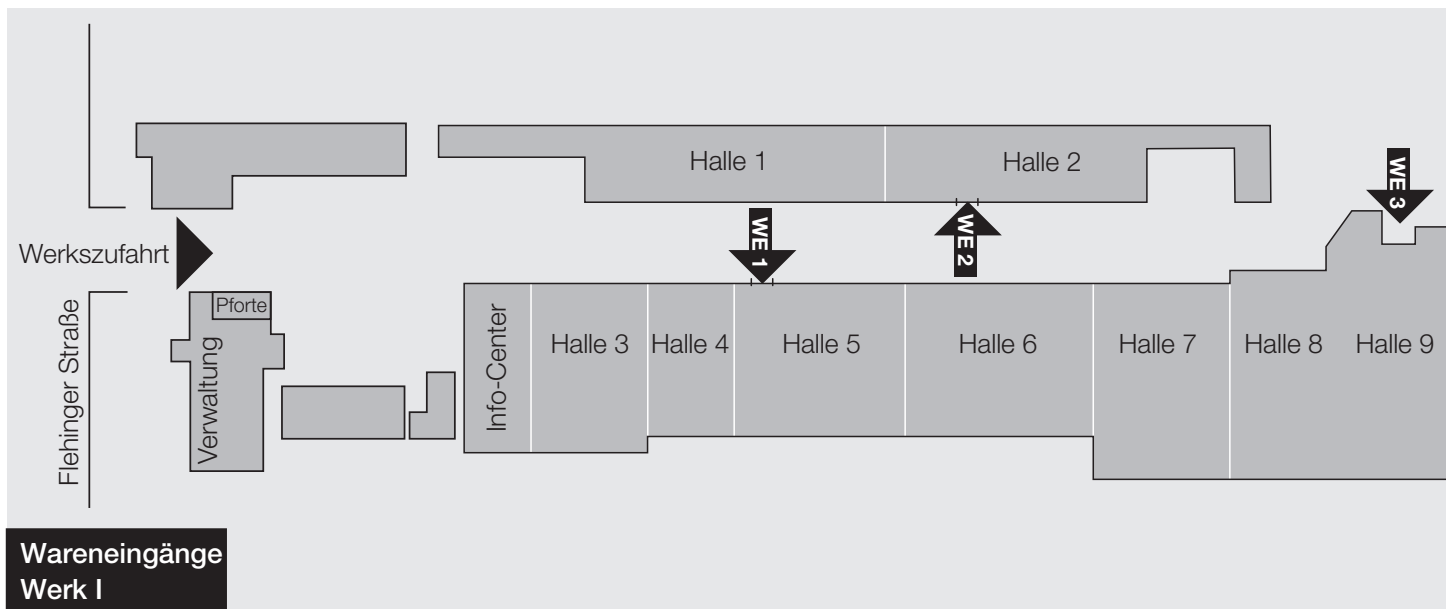 Halle 1
Halle 2
WE 3
WE 1
WE 2
Werkszufahrt
Pforte
Flehinger Straße
Verwaltung
Info-Center
Halle 3
Halle 4
Halle 5
Halle 6
Halle 7
Halle 8
Halle 9
Wareneingänge
Werk I